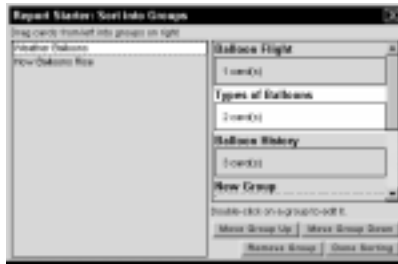 Report Starter: Sort into Groups
Drag cards from left into groups on right
Weather Balloons
How Balloons Rise
Balloon Flight
1 card(s)
Types of Balloons
2 card(s)
Balloon History
3 card(s)
New Group
Double-click on a group to edit it.
Move Group Up
Move Group Down
Remove Group
Done Sorting